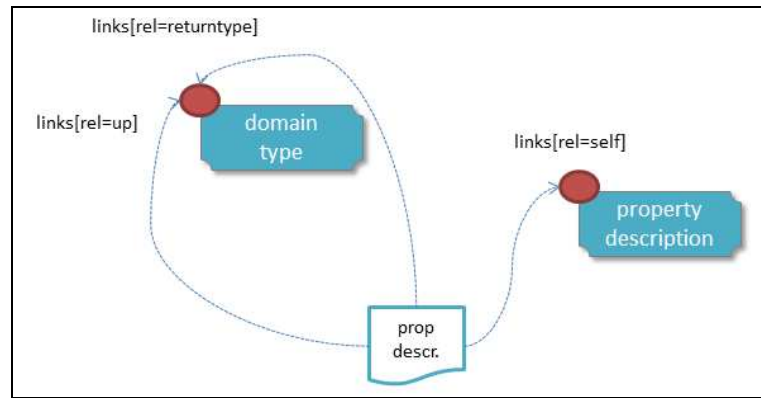 links[rel=returntype]
links[rel=up]
domain
type
links[rel=self]
property
description
prop
descr.